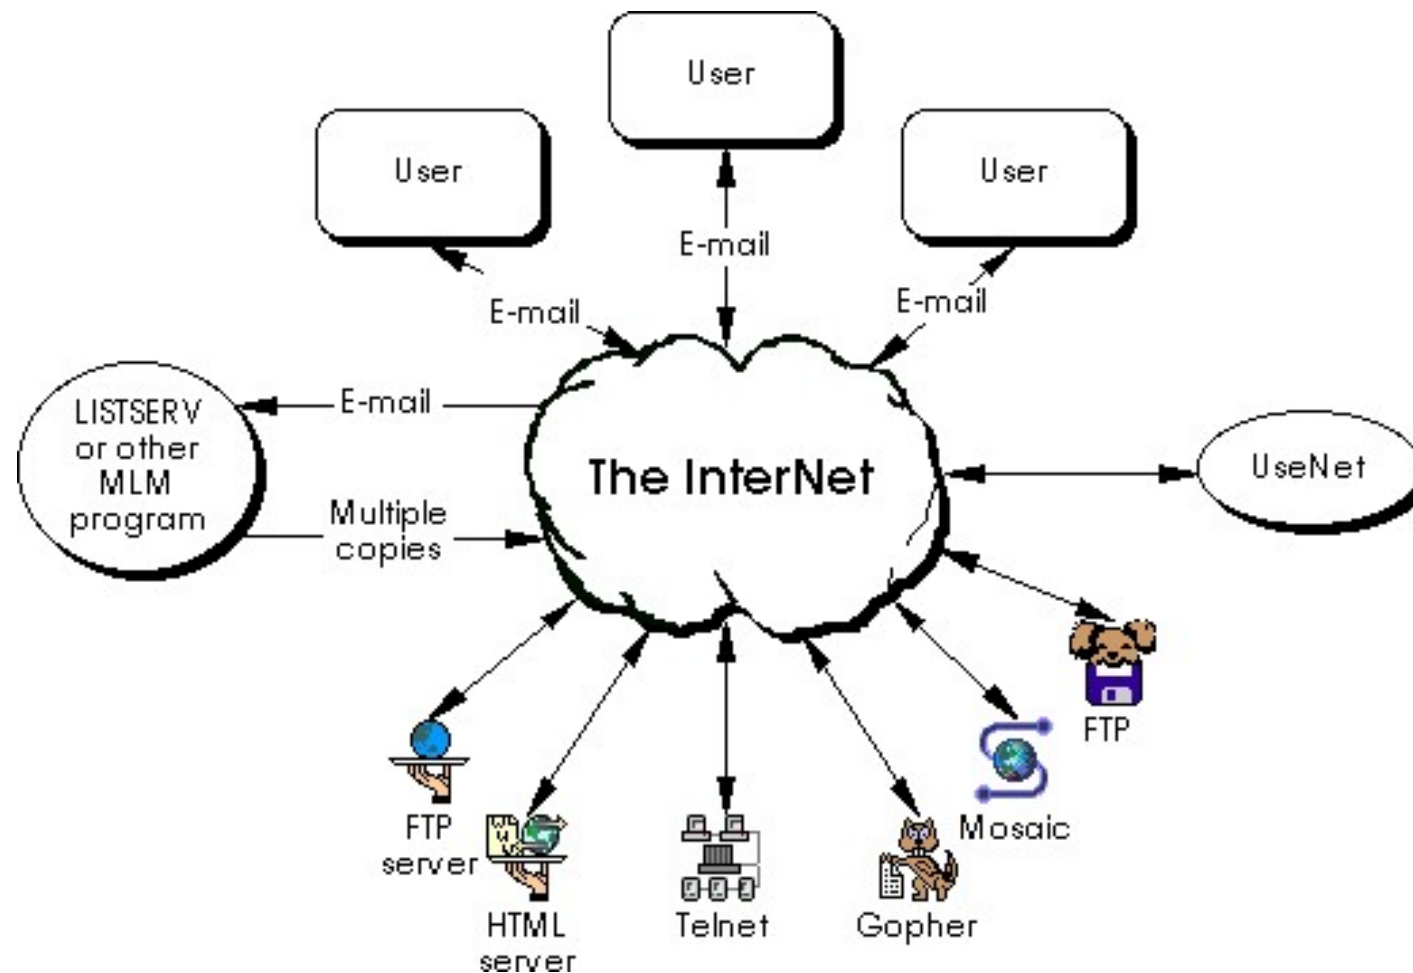 User
User
User
E-mail
E-mail
E-mail
E-mail
LISTSERV
or other
MLM
program
Multiple
copies
The InterNet
UseNet
FTP
Mosaic
FTP
server
HTML
server
Telnet
Gopher